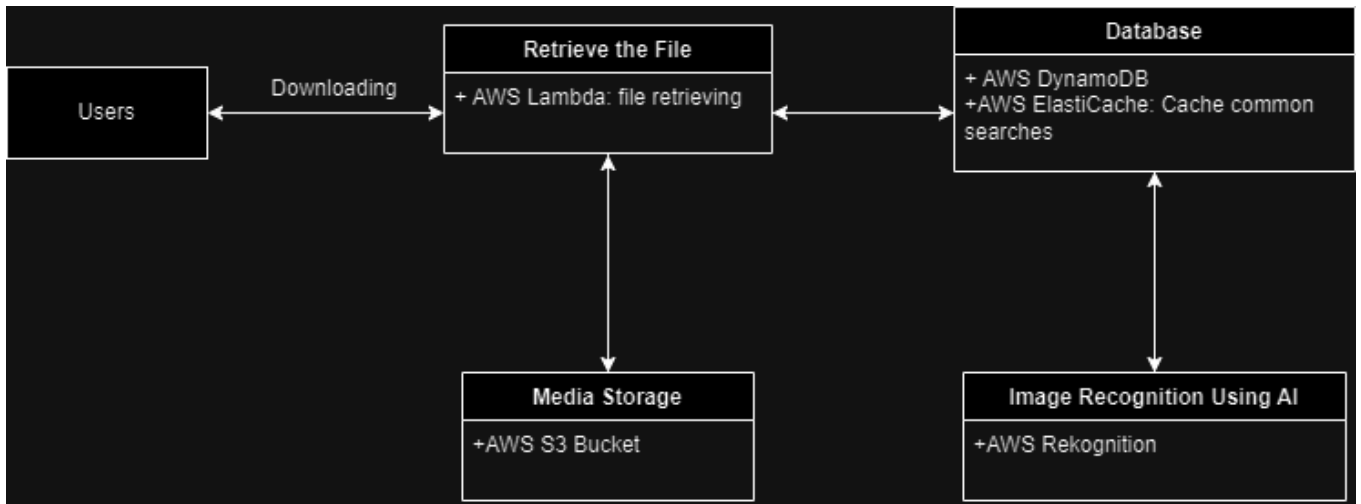 Users
Downloading
Retrieve the File
+ AWS Lambda: file retrieving
Database
+ AWS DynamoDB
+AWS ElastiCache: Cache common
searches
Media Storage
+AWS S3 Bucket
Image Recognition Using AI
+AWS Rekognition